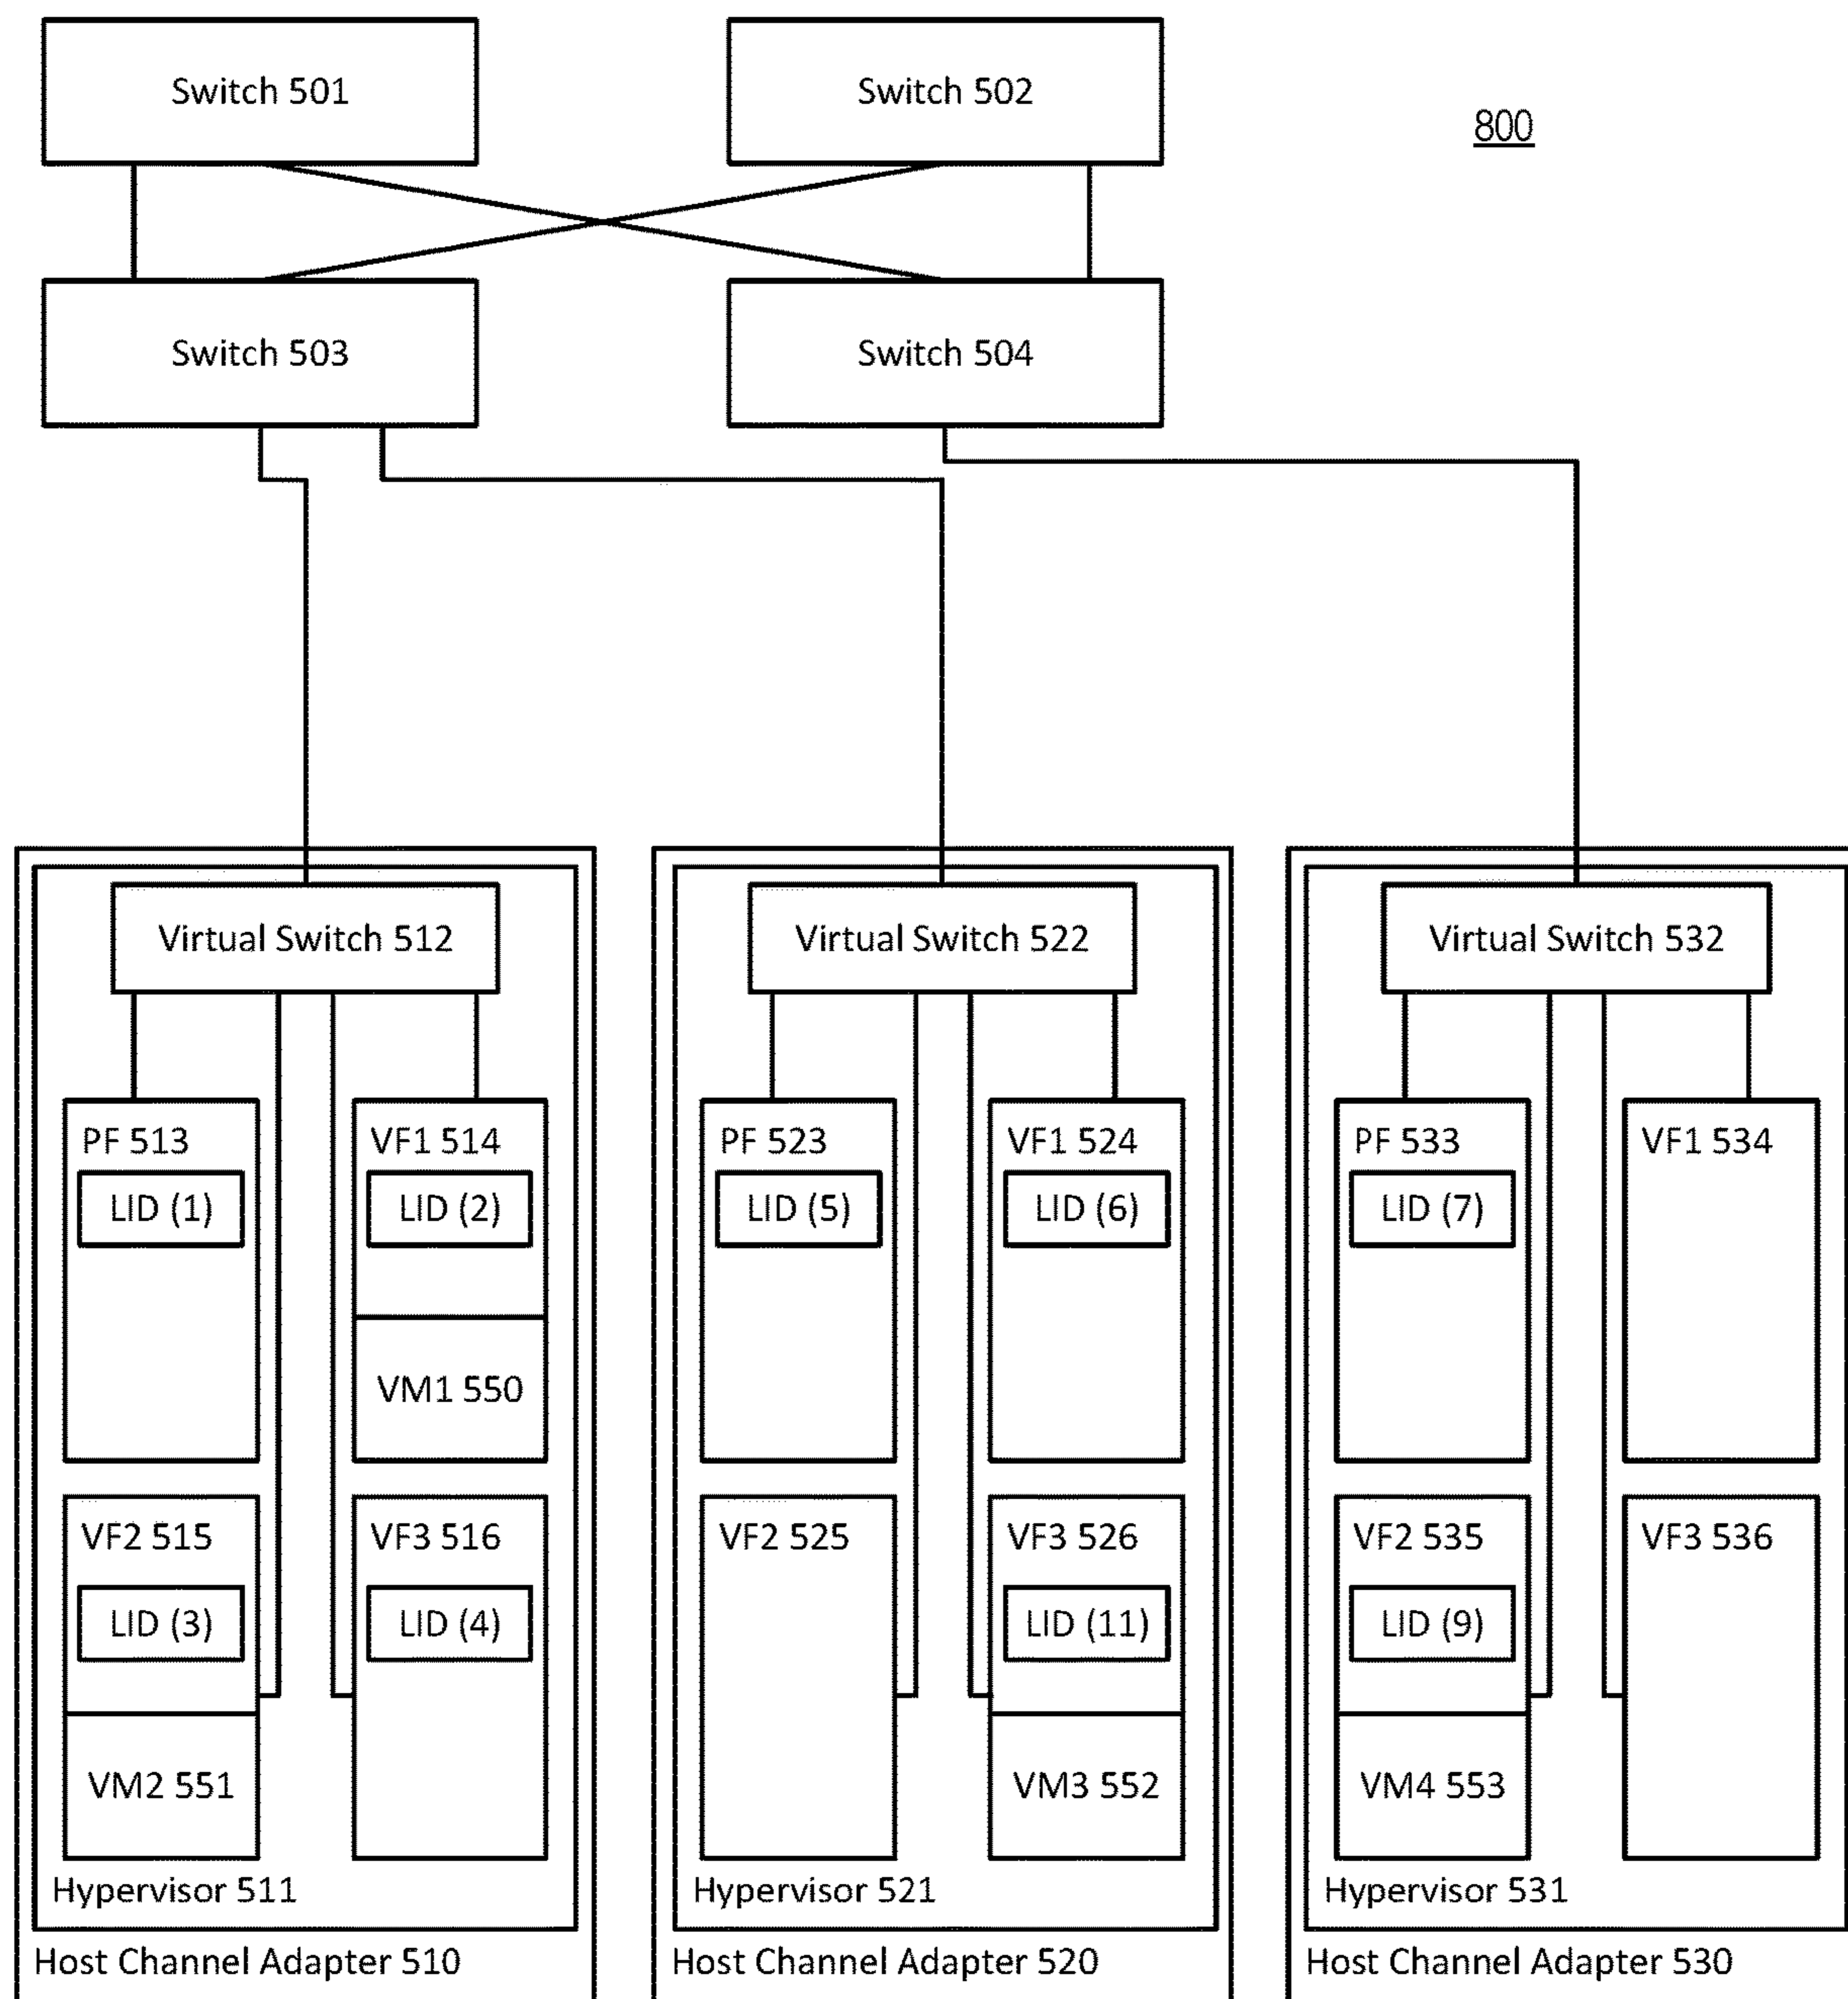 Switch 501
Switch 502
800
Switch 503
Switch 504
Virtual Switch 512
Virtual Switch 522
Virtual Switch 532
PF 513
LID (1)
VF1 514
LID (2)
VM1 550
VF2 515
LID (3)
VM2 551
VF3 516
LID (4)
Hypervisor 511
Host Channel Adapter 510
PF 523
LID (5)
VF1 524
LID (6)
VF2 525
VF3 526
LID (11)
VM3 552
Hypervisor 521
Host Channel Adapter 520
PF 533
LID (7)
VF1 534
VF2 535
LID (9)
VM4 553
VF3 536
Hypervisor 531
Host Channel Adapter 530